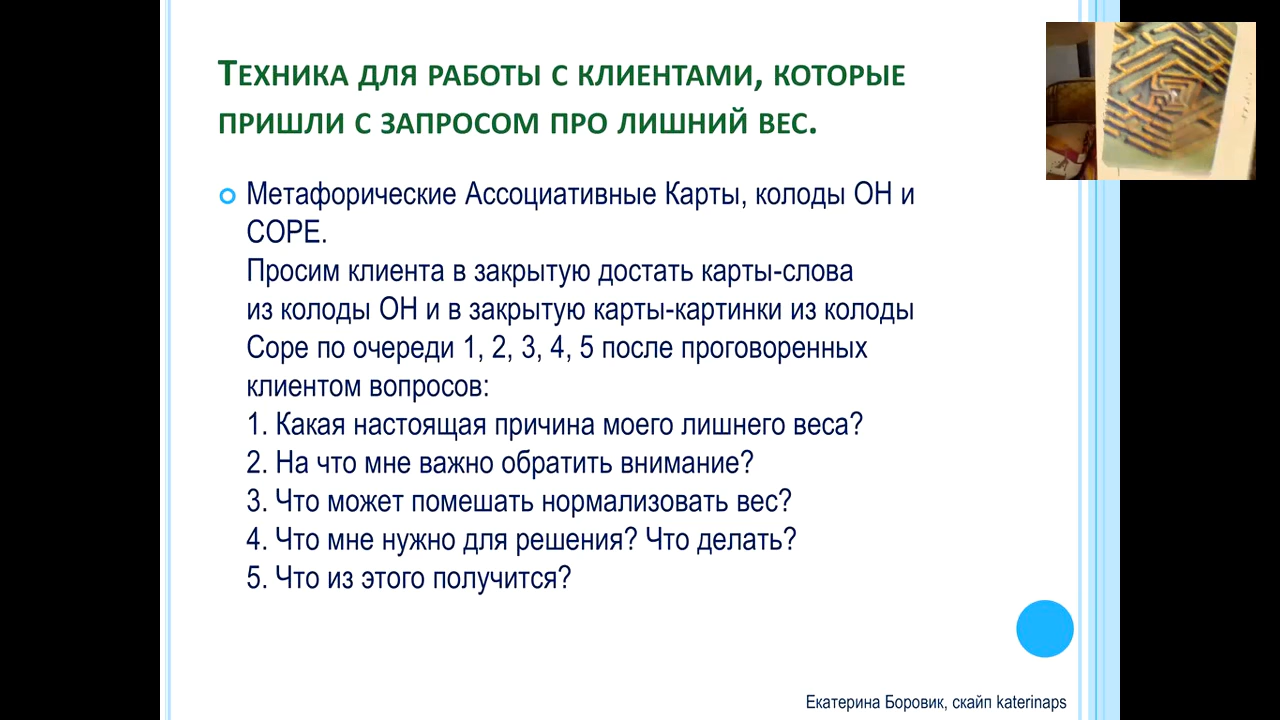 Техника для работы с клиентами, которые
пришли с запросом про лишний вес.
Метафорические Ассоциативные Карты, колоды ОН и
СОРЕ.
Просим клиента в закрытую достать карты-слова
из колоды ОН и в закрытую карты-картинки из колоды
Соре по очереди 1, 2, 3, 4, 5 после проговоренных
клиентом вопросов:
1. Какая настоящая причина моего лишнего веса?
2. На что мне важно обратить внимание?
3. Что может помешать нормализовать вес?
4. Что мне нужно для решения? Что делать?
5. Что из этого получится?
Екатерина Боровик, скайп katerinaps